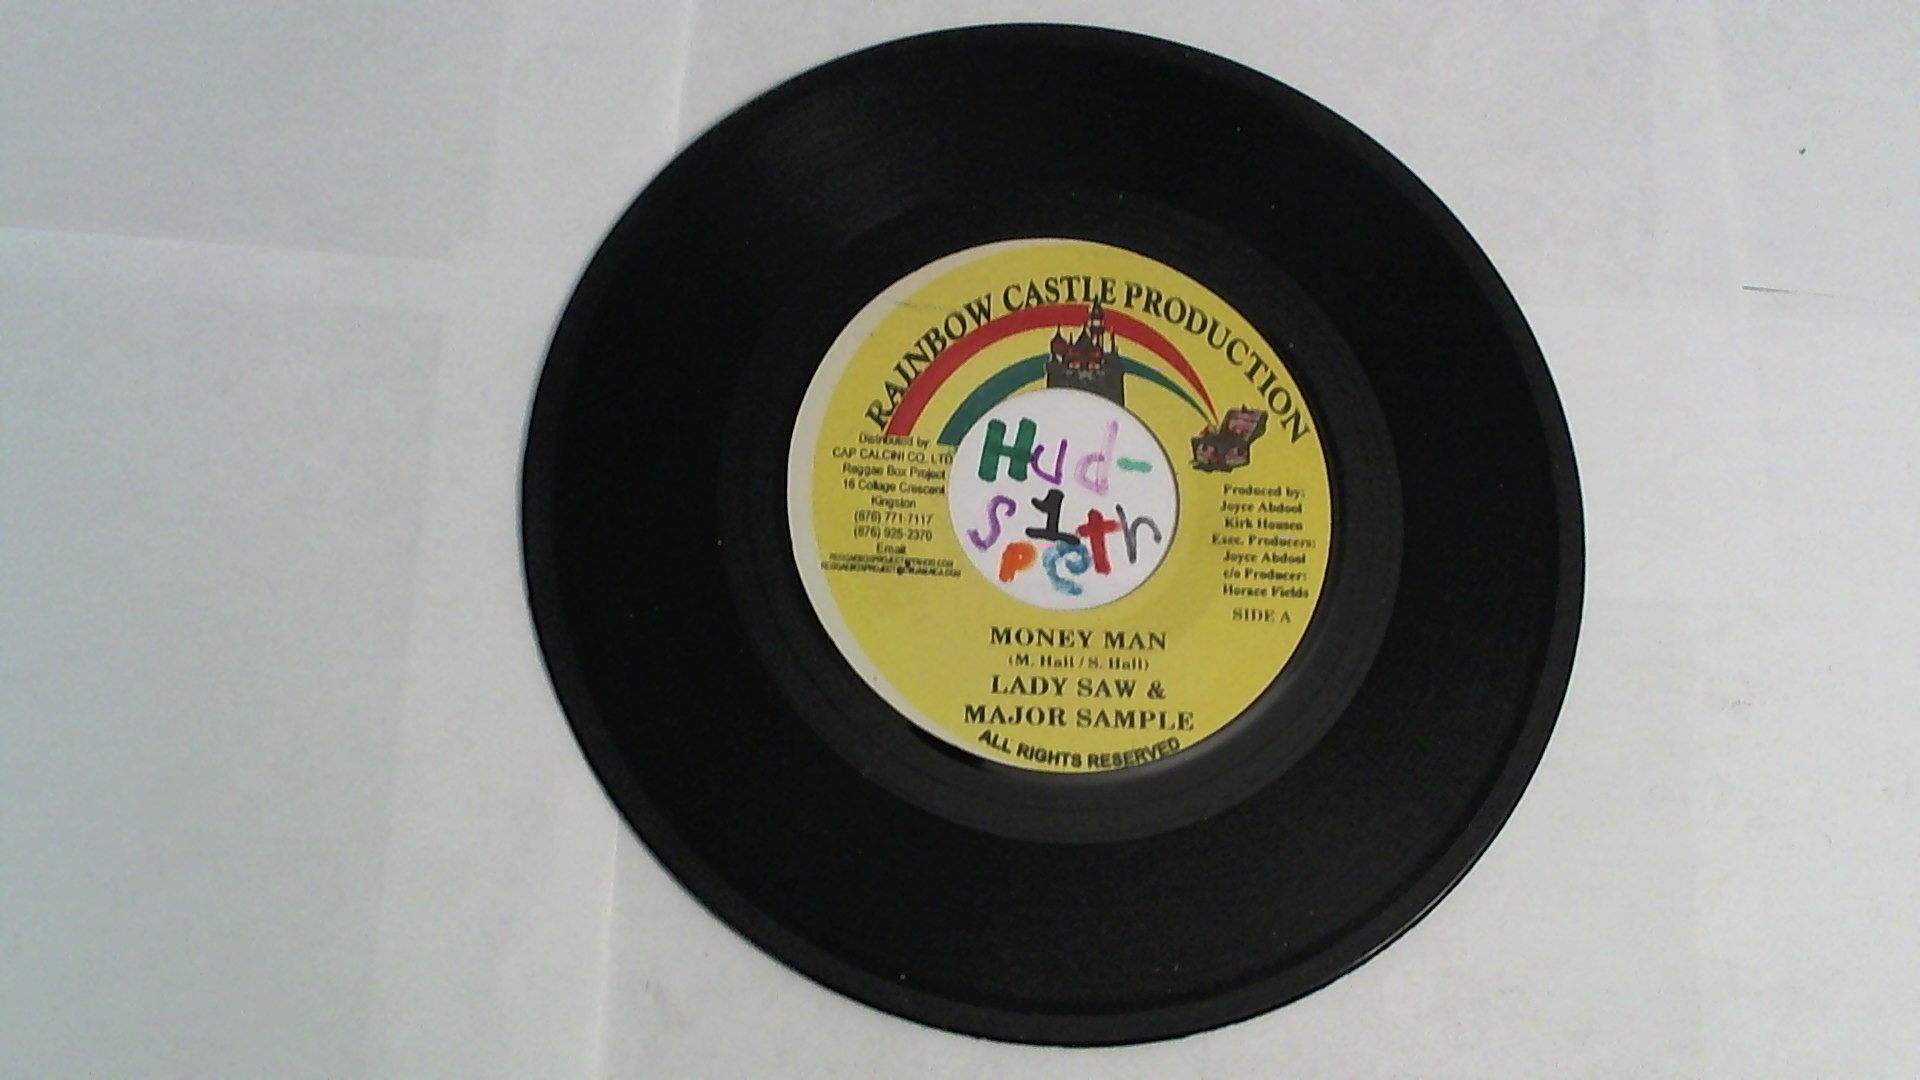 RAINBOW CASTLE PRODUCTION
Distributed by:
CAP CALCINI CO. LTD
Reggae Box Project
16 Collage Crescent
Kingston
(876) 771-7117
(876) 925-2370
Email
Hud-
s 1 th
pe
Produced by:
Joyce Abdool
Kirk Housen
Exec. Producers:
Joyce Abdool
c/o Producer:
Horace Fields
SIDE A
MONEY MAN
(M. Hall / S. Hall)
LADY SAW &
MAJOR SAMPLE
ALL RIGHTS RESERVED